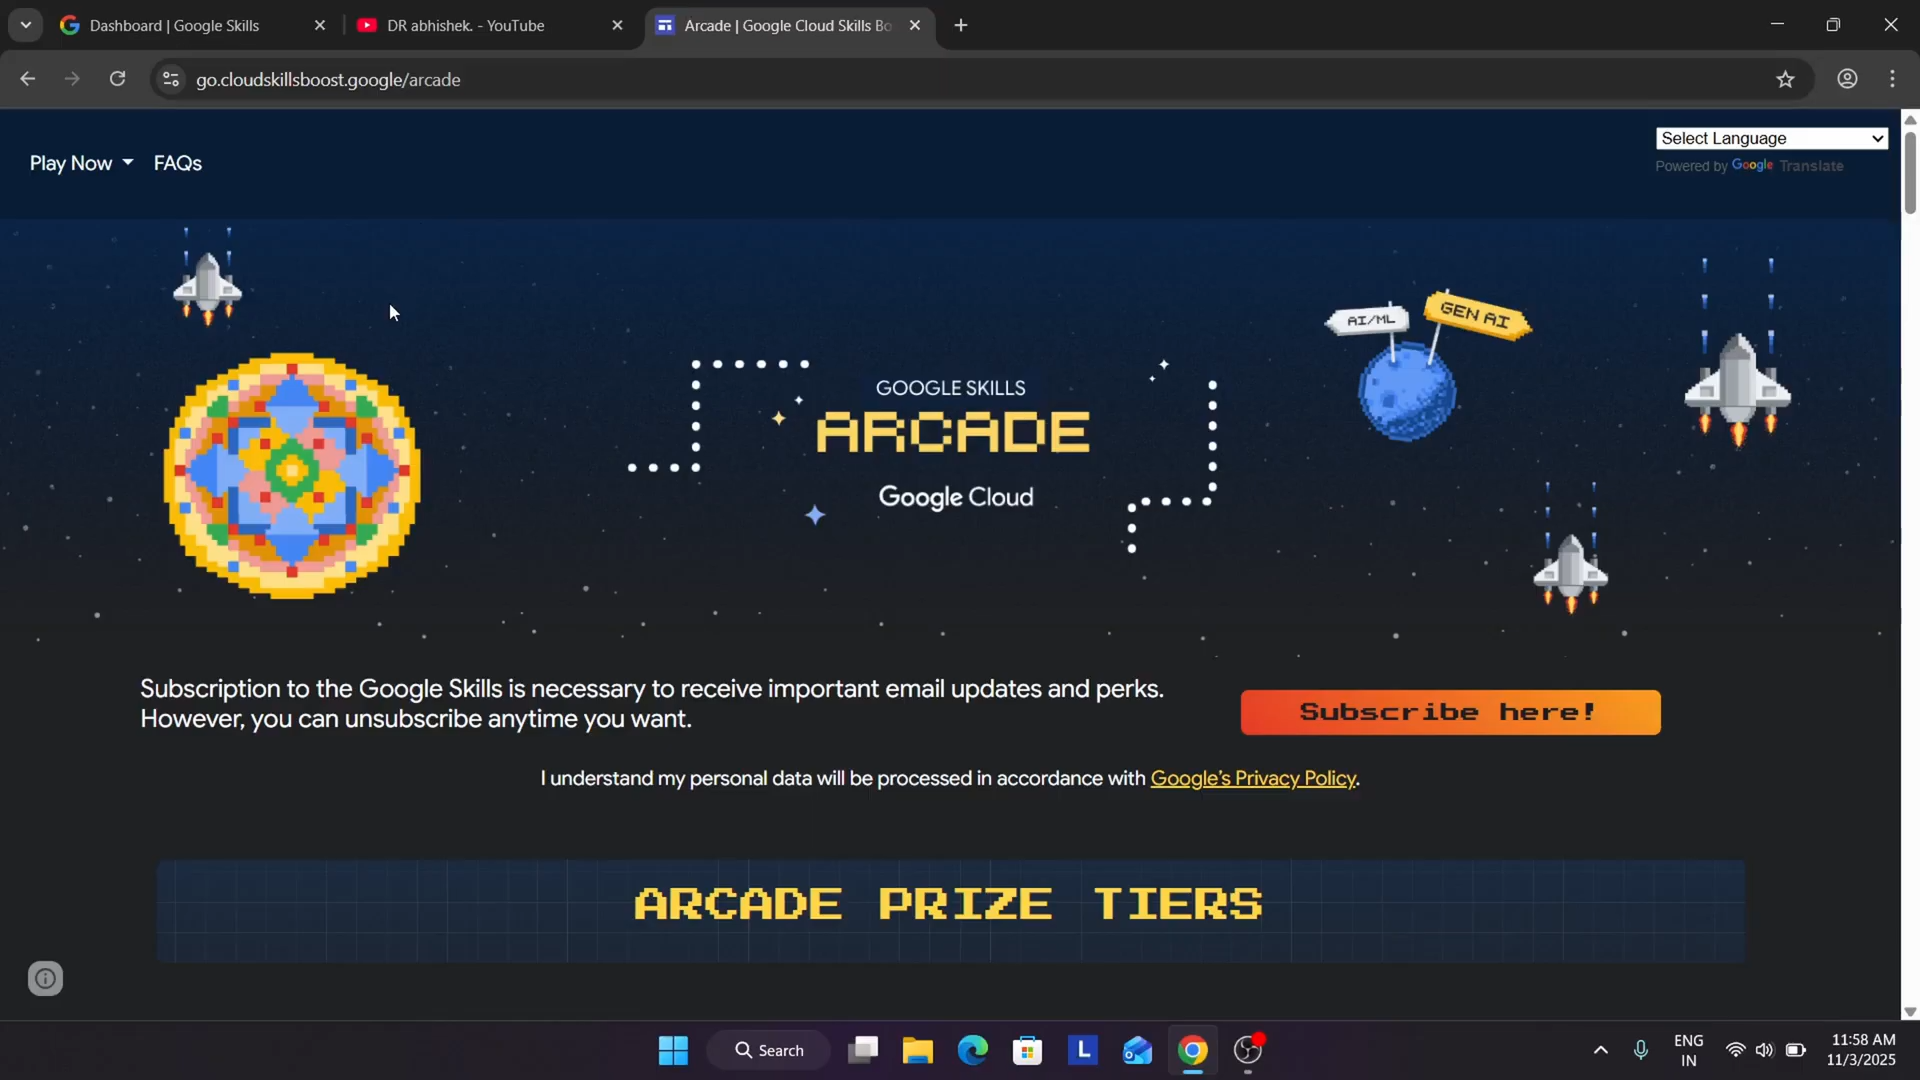 Dashboard | Google Skills
DR abhishek. - YouTube
Arcade | Google Cloud Skills Bo
go.cloudskillsboost.google/arcade
Play Now
FAQs
Select Language
Powered by Google Translate
AI/ML
GEN AI
GOOGLE SKILLS
ARCADE
Google Cloud
Subscription to the Google Skills is necessary to receive important email updates and perks.
However, you can unsubscribe anytime you want.
Subscribe here!
I understand my personal data will be processed in accordance with Google's Privacy Policy.
ARCADE PRIZE TIERS
Search
L
ENG
IN
11:58 AM
11/3/2025